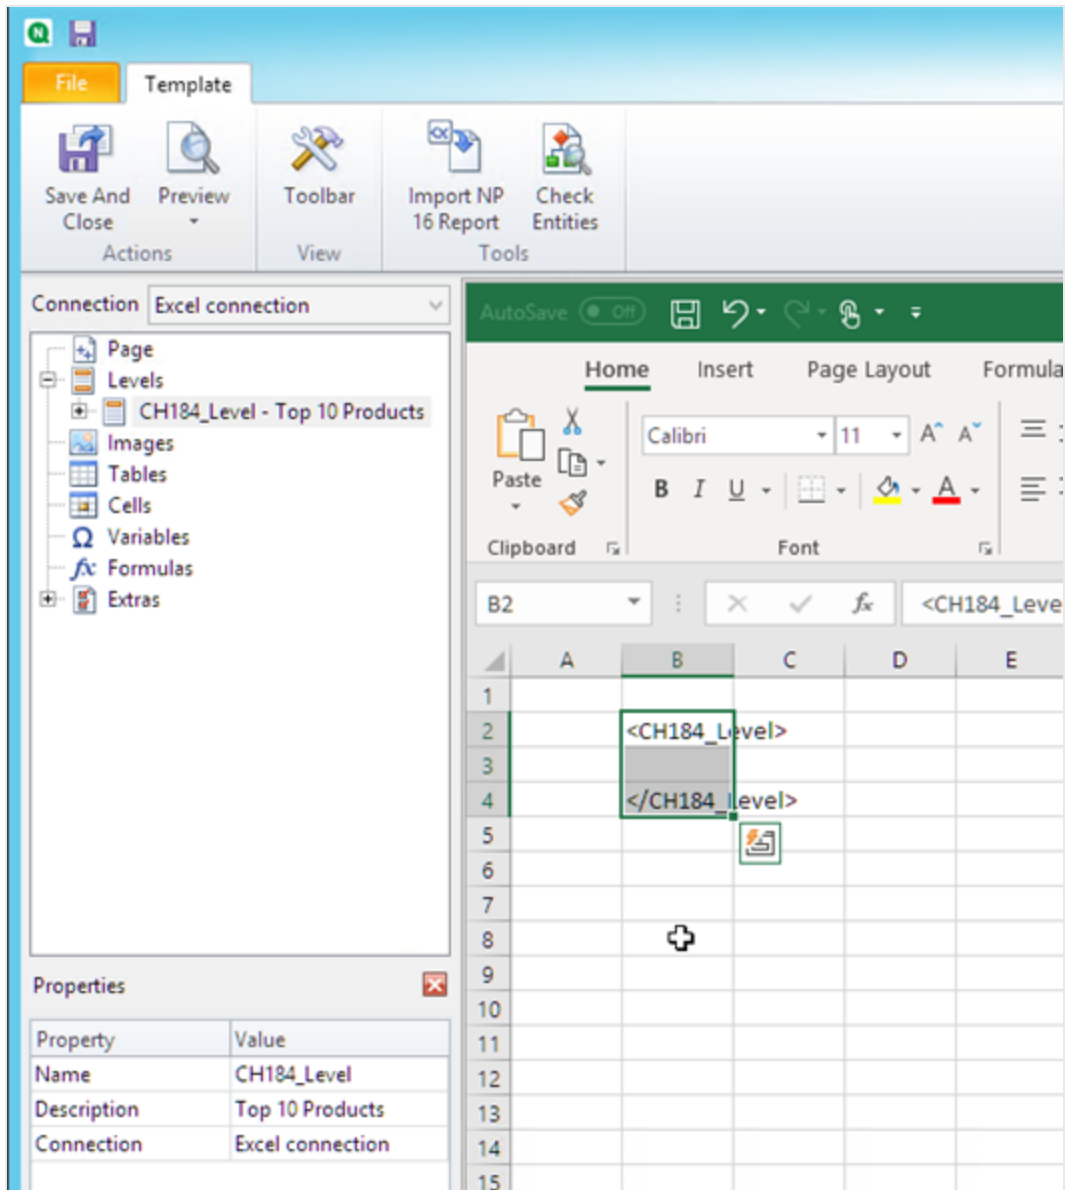 File
Template
Save And Close
Preview
Toolbar
Import NP 16 Report
Check Entities
Actions
View
Tools
Connection
Excel connection
Page
Levels
CH184_Level - Top 10 Products
Images
Tables
Cells
Variables
Formulas
Extras
Properties
Property Value
Name CH184_Level
Description Top 10 Products
Connection Excel connection
AutoSave Off
Home Insert Page Layout Formula
Paste
Calibri 11 A A
B I U A
Clipboard Font
B2 fx <CH184_Leve
A B C D E
1
2 <CH184_Level>
3
4 </CH184_Level>
5
6
7
8
9
10
11
12
13
14
15